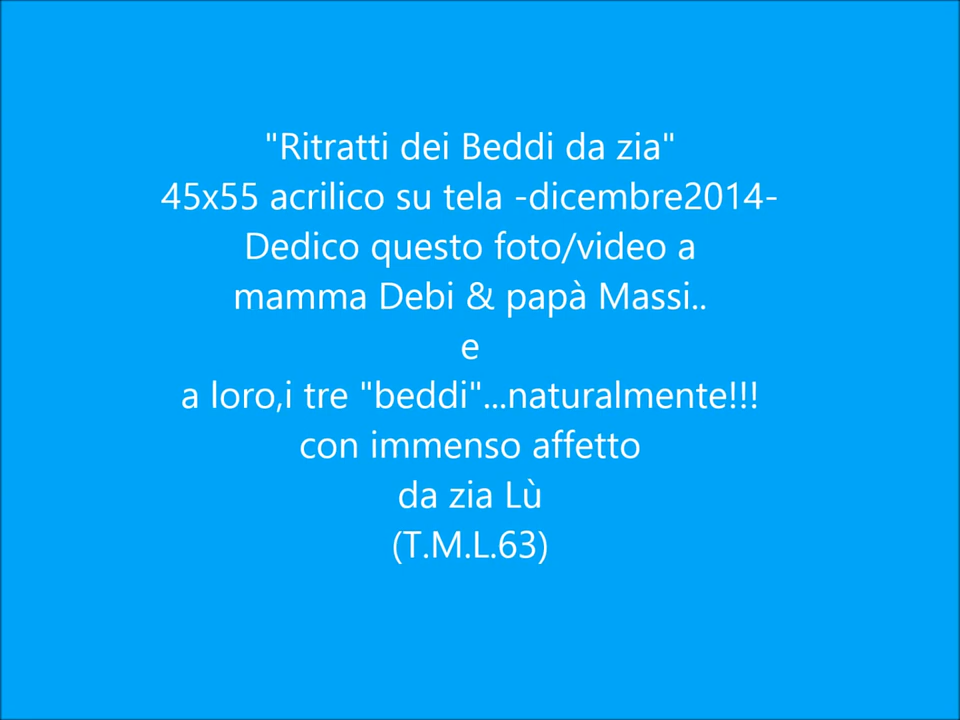 "Ritratti dei Beddi da zia"
45x55 acrilico su tela -dicembre2014-
Dedico questo foto/video a
mamma Debi & papà Massi..
e
a loro,i tre "beddi"...naturalmente!!!
con immenso affetto
da zia Lù
(T.M.L.63)